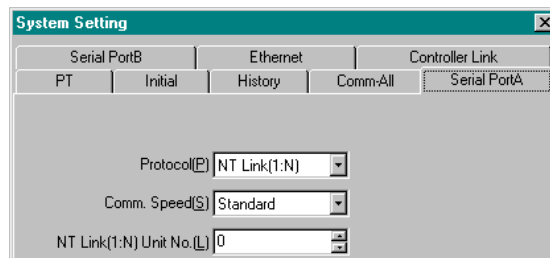 System Setting
Serial PortB Ethernet Controller Link
PT Initial History Comm-All Serial PortA
Protocol(P) NT Link(1:N)
Comm. Speed(S) Standard
NT Link(1:N) Unit No.(L) 0